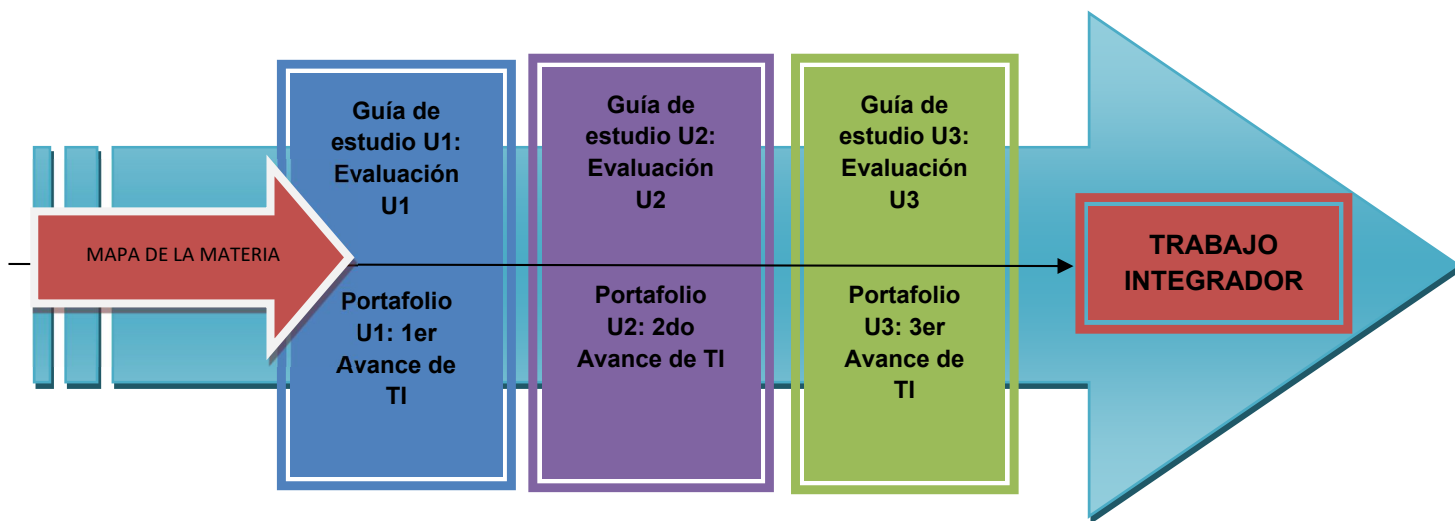 MAPA DE LA MATERIA
Guía de
estudio U1:
Evaluación
U1
Portafolio
U1: 1er
Avance de
TI
Guía de
estudio U2:
Evaluación
U2
Portafolio
U2: 2do
Avance de TI
Guía de
estudio U3:
Evaluación
U3
Portafolio
U3: 3er
Avance de
TI
TRABAJO
INTEGRADOR